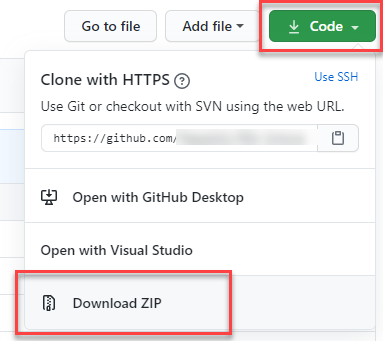 Go to file
Add file
Code
Clone with HTTPS
Use SSH
Use Git or checkout with SVN using the web URL.
https://github.com/
Open with GitHub Desktop
Open with Visual Studio
Download ZIP